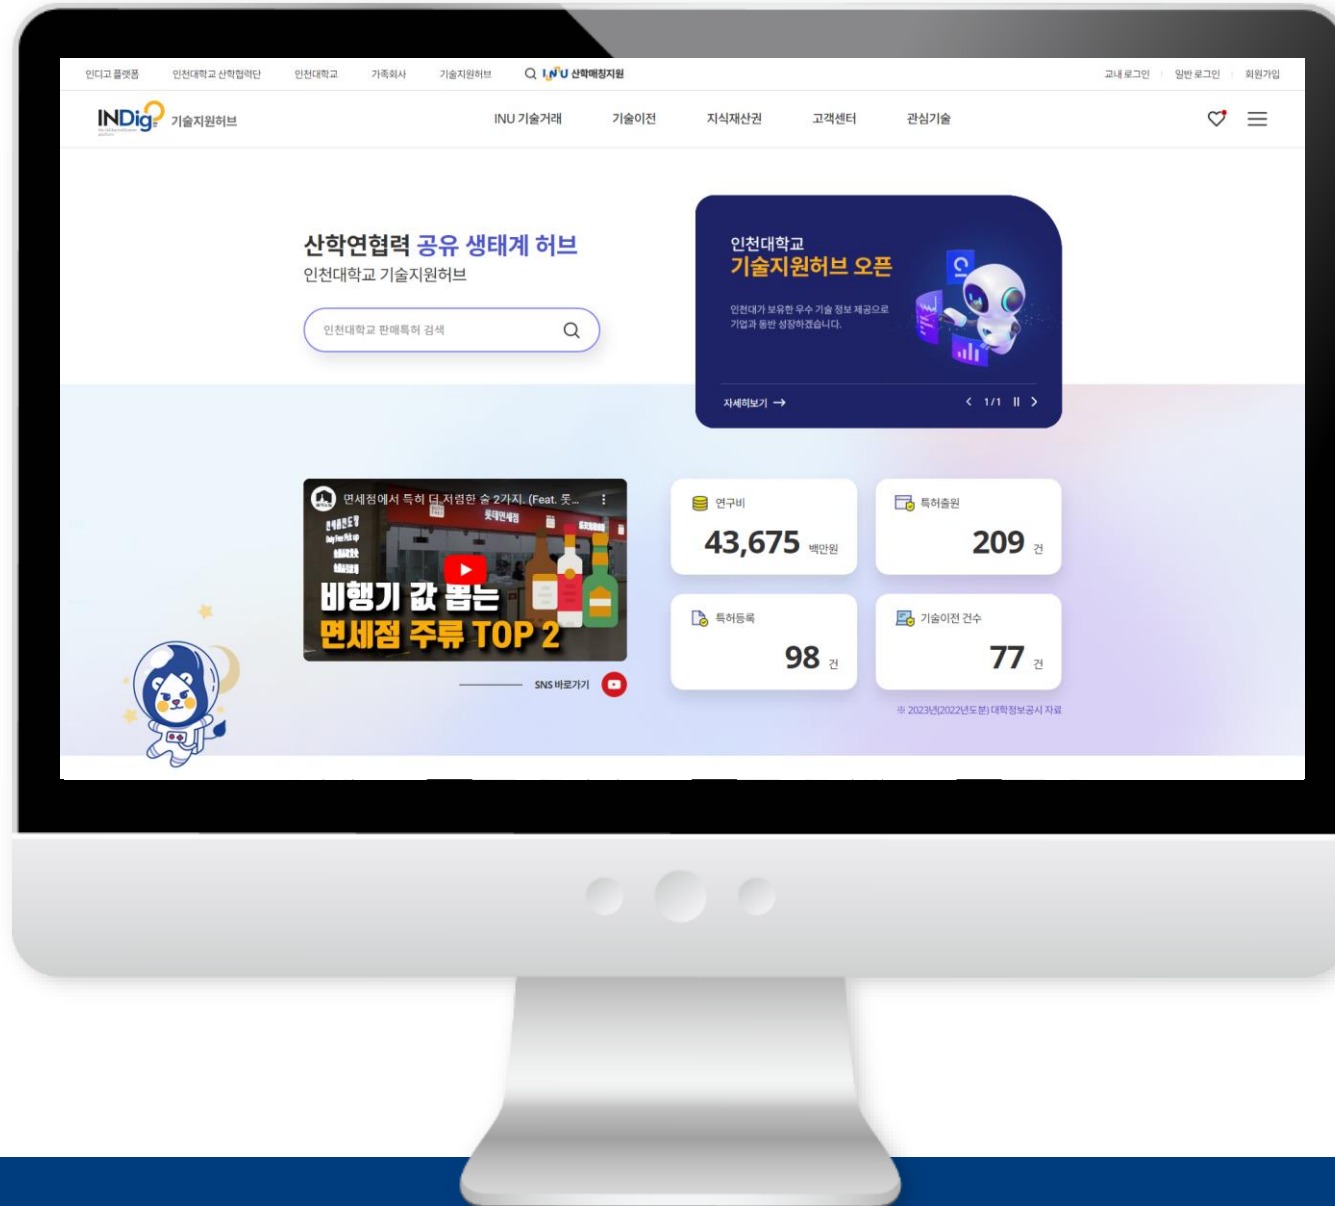 인디고 플랫폼
인천대학교 산학협력단
인천대학교
가족회사
기술지원허브
INU 산학매칭지원
교내 로그인
일반 로그인
회원가입
INDigo 기술지원허브
INU 기술거래
기술이전
지식재산권
고객센터
관심기술
산학연협력 공유 생태계 허브
인천대학교 기술지원허브
인천대학교 판매특허 검색
인천대학교
기술지원허브 오픈
인천대가 보유한 우수 기술 정보 제공으로
기업과 동반 성장하겠습니다.
자세히보기 →
1/1
면세점에서 특히 더 저렴한 술 2가지. (Feat. 롯...
롯데면세점
비행기 값 뽑는
면세점 주류 TOP 2
SNS 바로가기
연구비
43,675 백만원
특허출원
209 건
특허등록
98 건
기술이전 건수
77 건
※ 2023년(2022년도분) 대학정보공시 자료